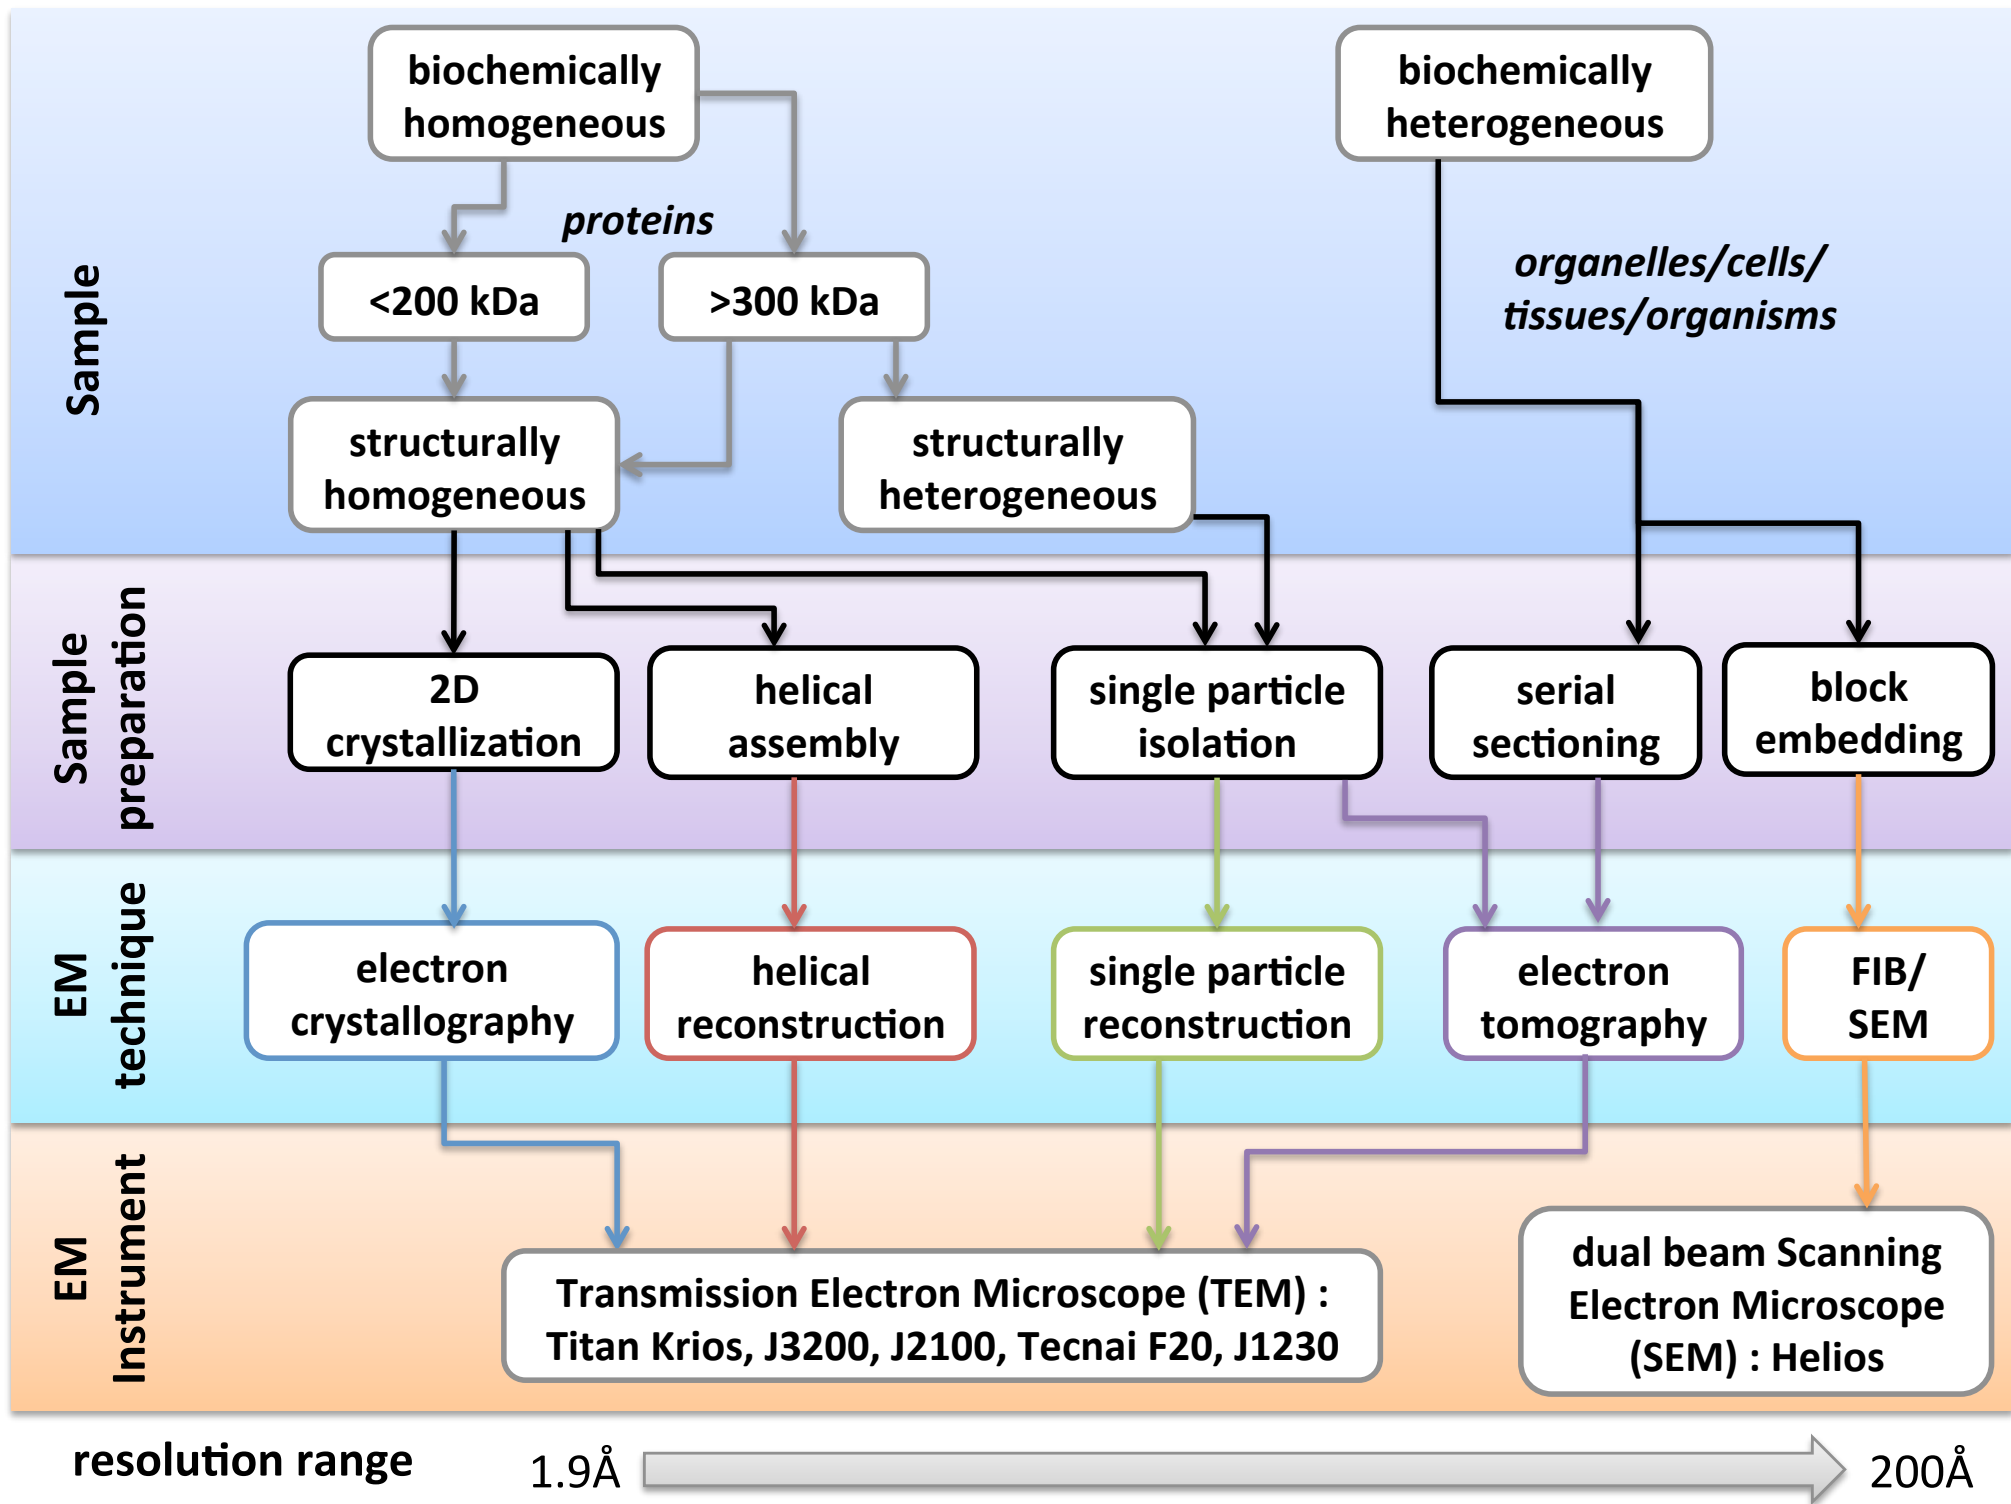 biochemically
homogeneous
biochemically
heterogeneous
proteins
organelles/cells/
tissues/organisms
<200 kDa
>300 kDa
Sample
structurally
homogeneous
structurally
heterogeneous
Sample
preparation
2D
crystallization
helical
assembly
single particle
isolation
serial
sectioning
block
embedding
EM
technique
electron
crystallography
helical
reconstruction
single particle
reconstruction
electron
tomography
FIB/
SEM
EM
Instrument
Transmission Electron Microscope (TEM) :
Titan Krios, J3200, J2100, Tecnai F20, J1230
dual beam Scanning
Electron Microscope
(SEM) : Helios
resolution range
1.9Å
200Å